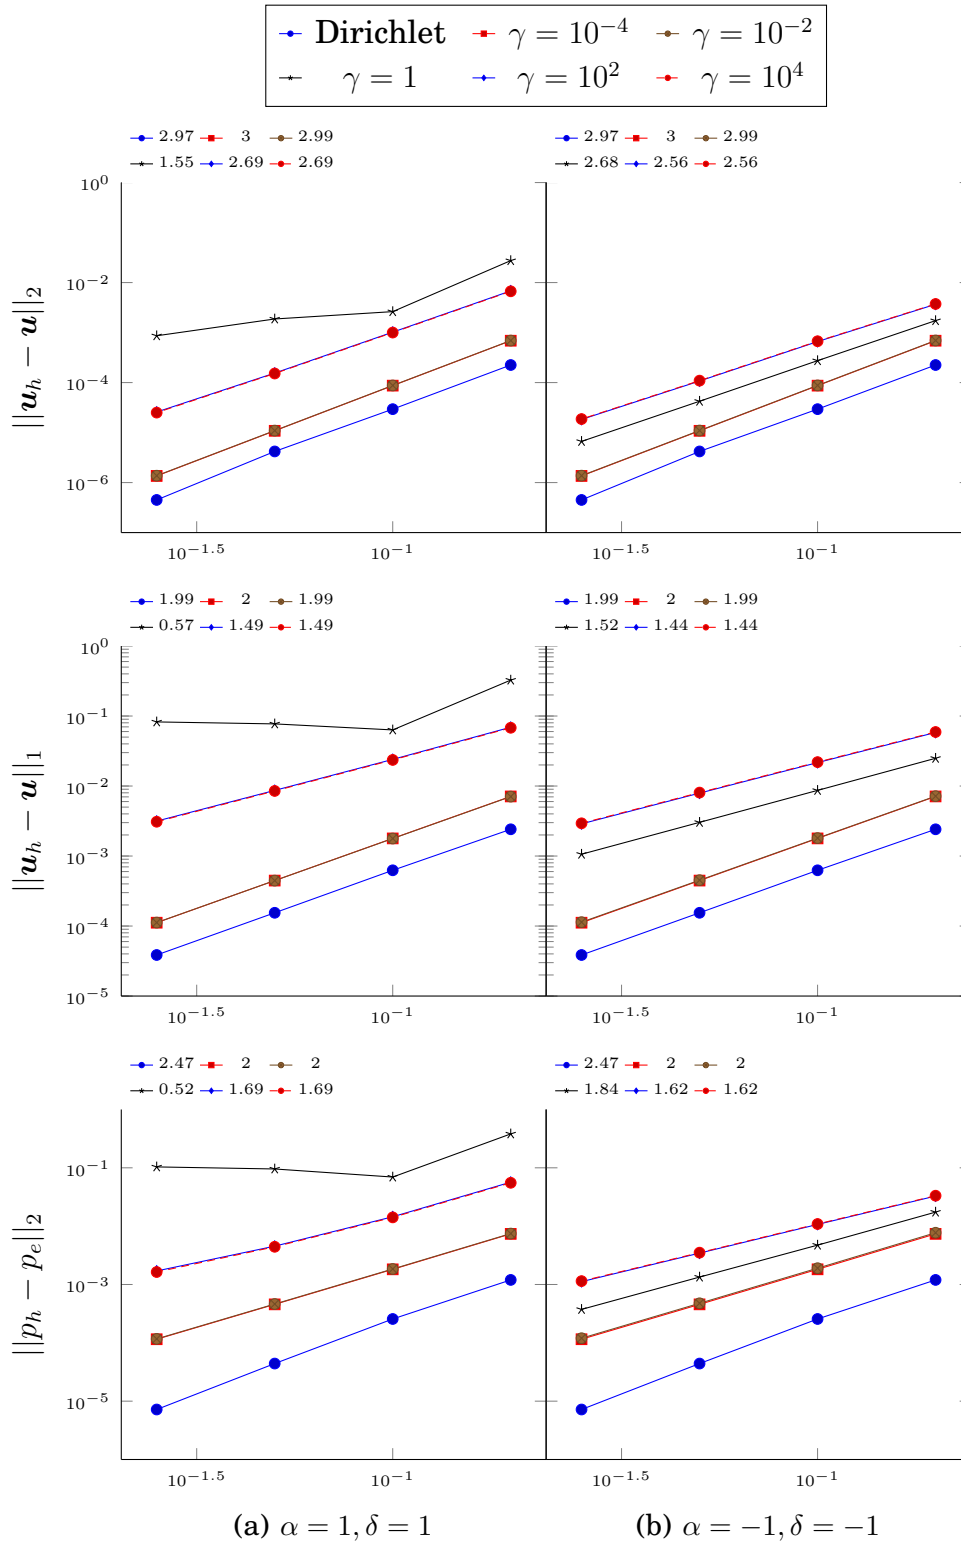 Dirichlet γ = 10⁻⁴ γ = 10⁻²
γ = 1 γ = 10² γ = 10⁴
2.97 3 2.99
1.55 2.69 2.69
2.97 3 2.99
2.68 2.56 2.56
10⁰
10⁻²
10⁻⁴
10⁻⁶
||𝒖ₕ − 𝒖||₂
10⁻¹·⁵ 10⁻¹
10⁻¹·⁵ 10⁻¹
1.99 2 1.99
0.57 1.49 1.49
1.99 2 1.99
1.52 1.44 1.44
10⁰
10⁻¹
10⁻²
10⁻³
10⁻⁴
10⁻⁵
||𝒖ₕ − 𝒖||₁
10⁻¹·⁵ 10⁻¹
10⁻¹·⁵ 10⁻¹
2.47 2 2
0.52 1.69 1.69
2.47 2 2
1.84 1.62 1.62
10⁻¹
10⁻³
10⁻⁵
||pₕ − pₑ||₂
10⁻¹·⁵ 10⁻¹
10⁻¹·⁵ 10⁻¹
(a) α = 1, δ = 1
(b) α = −1, δ = −1